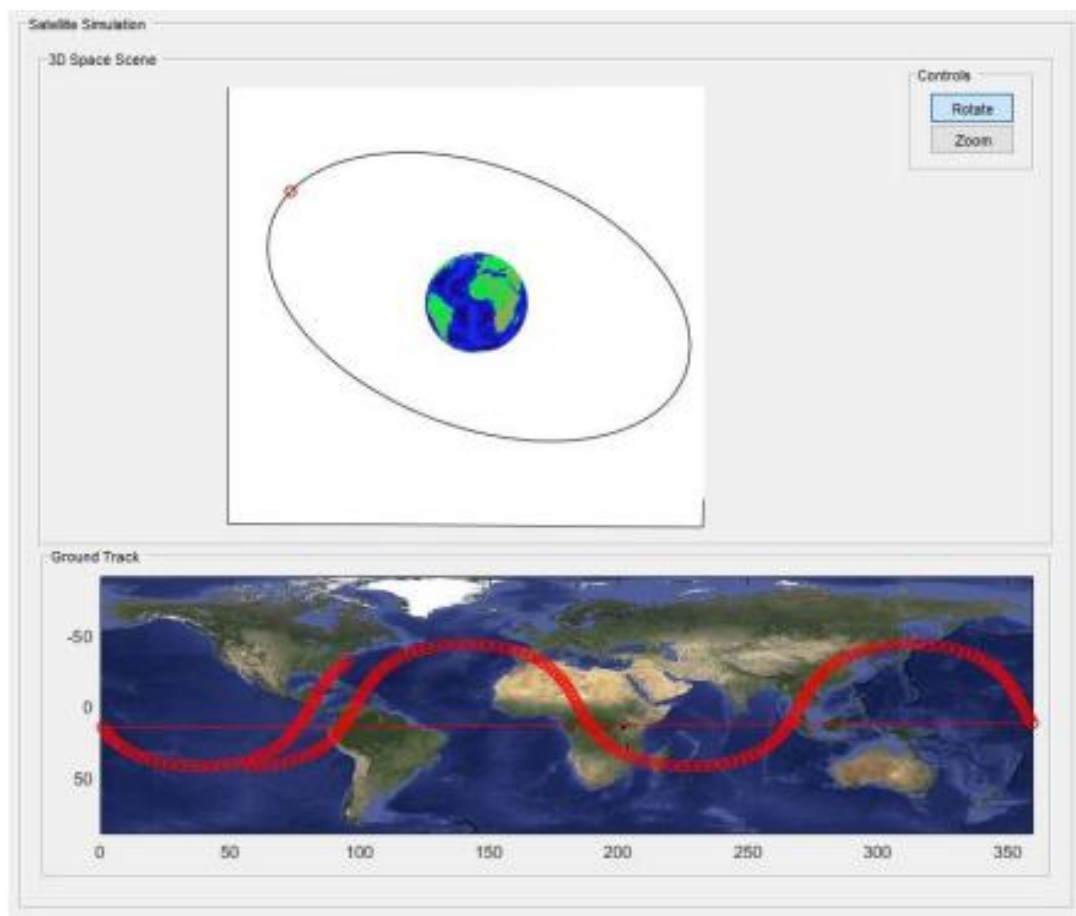 Satellite Simulation
3D Space Scene
Controls
Rotate
Zoom
Ground Track
-50
0
50
0 50 100 150 200 250 300 350